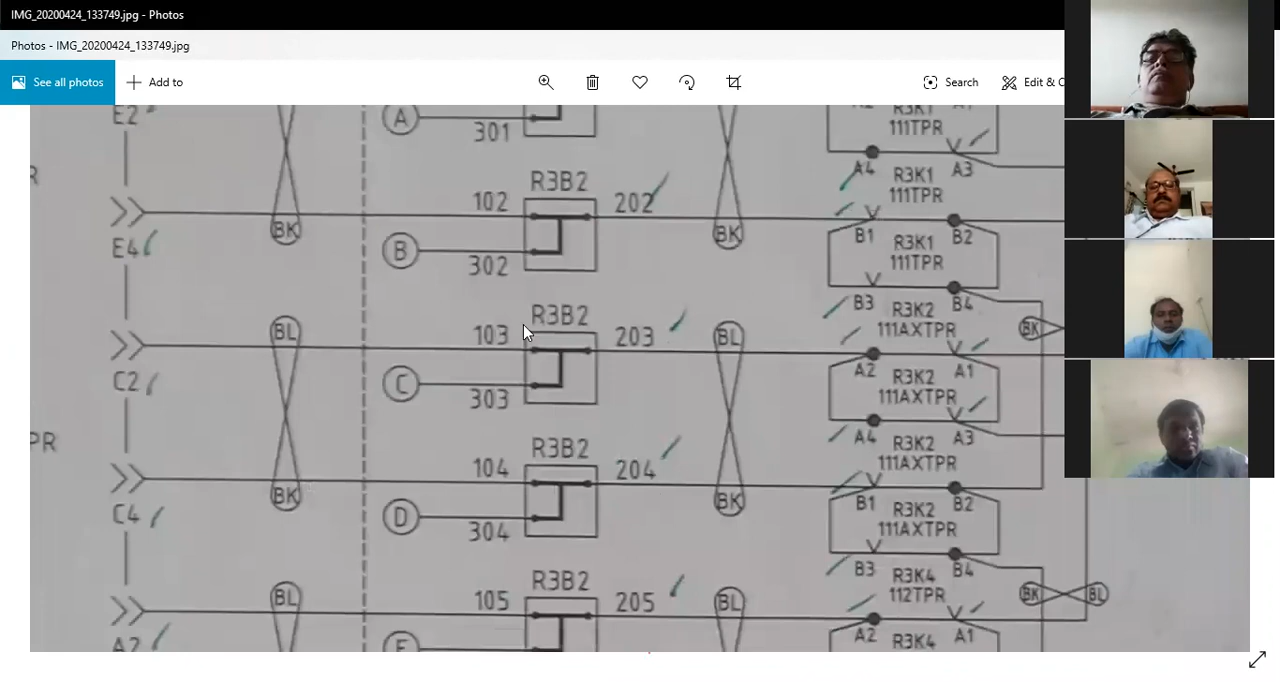 IMG_20200424_133749.jpg - Photos
Photos - IMG_20200424_133749.jpg
See all photos
Add to
Search
Edit & C
E2
A
301
R3K1
111TPR
A4
A3
R3B2
R3K1
111TPR
102
202
B1
B2
BK
BK
E4
B
302
R3K1
111TPR
B3
B4
R3B2
R3K2
111AXTPR
BK
BL
103
203
BL
A2
A1
C2
C
303
R3K2
111AXTPR
PR
A4
A3
R3B2
R3K2
111AXTPR
104
204
BK
BK
B1
B2
C4
D
304
R3K2
111AXTPR
B3
B4
R3B2
R3K4
112TPR
BK
BL
BL
105
205
BL
A2
A1
R3K4